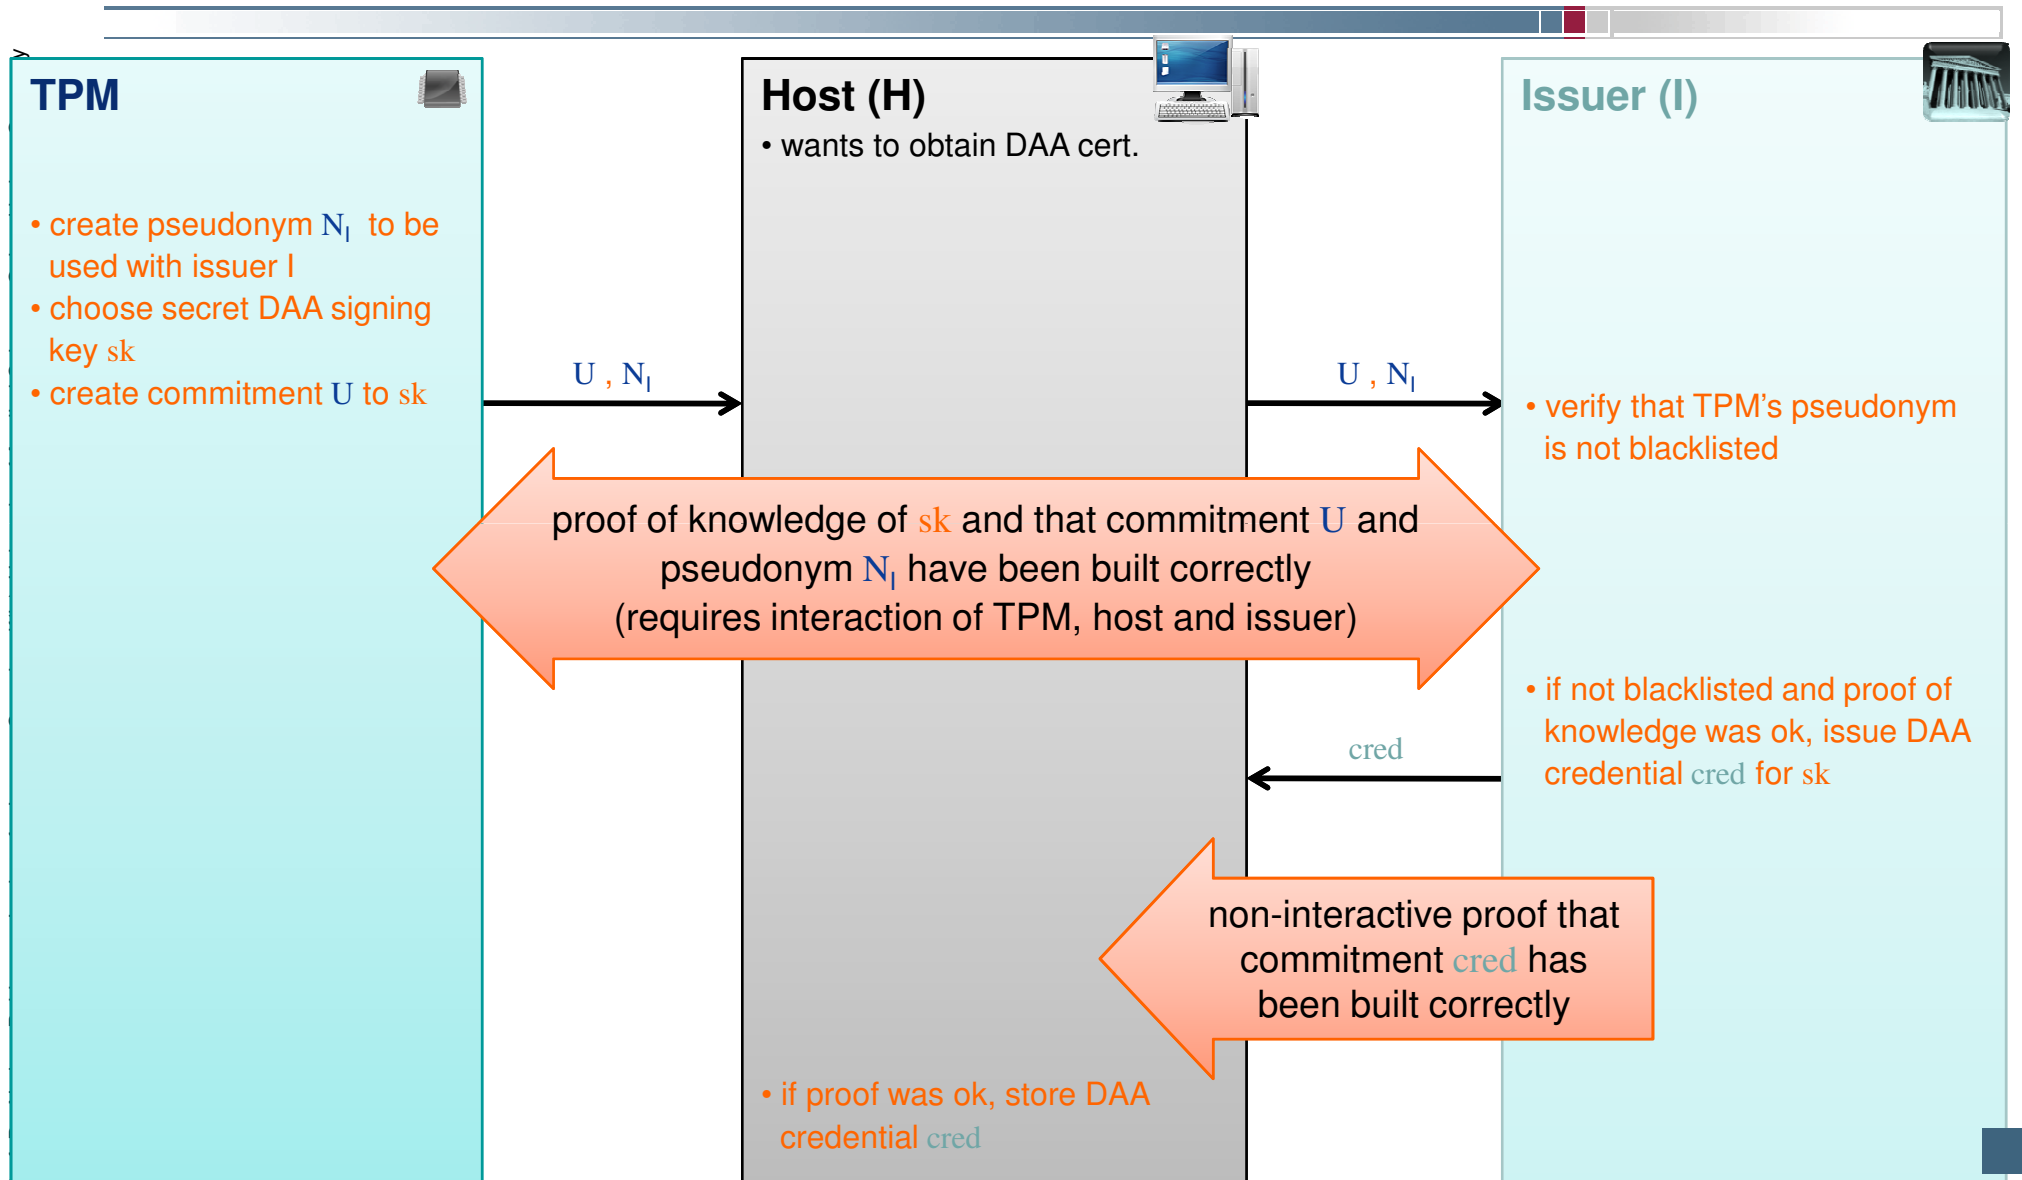 TPM
• create pseudonym N_I to be
used with issuer I
• choose secret DAA signing
key sk
• create commitment U to sk
U , N_I
Host (H)
• wants to obtain DAA cert.
U , N_I
Issuer (I)
• verify that TPM’s pseudonym
is not blacklisted
proof of knowledge of sk and that commitment U and
pseudonym N_I have been built correctly
(requires interaction of TPM, host and issuer)
• if not blacklisted and proof of
knowledge was ok, issue DAA
credential cred for sk
cred
non-interactive proof that
commitment cred has
been built correctly
• if proof was ok, store DAA
credential cred